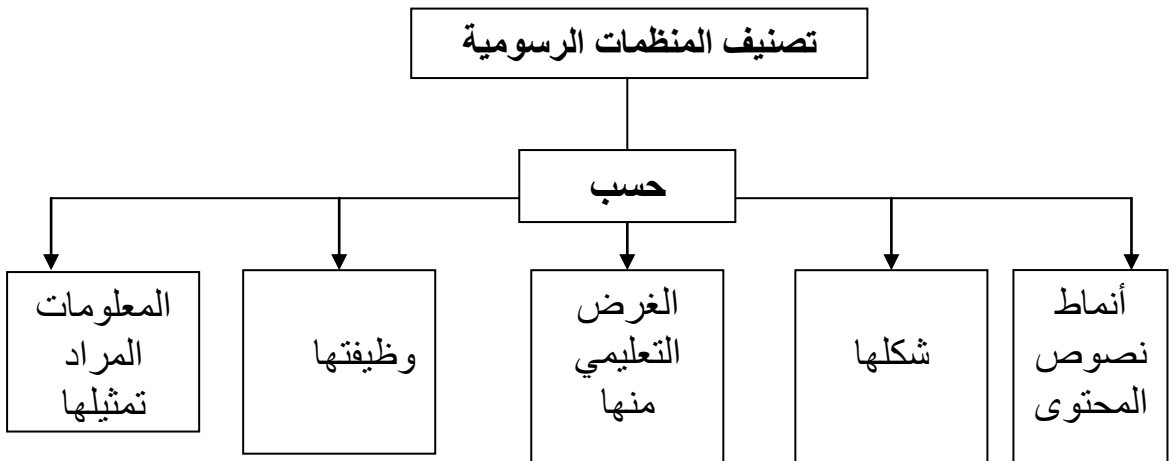 تصنيف المنظمات الرسومية
حسب
أنماط
نصوص
المحتوى
شكلها
الغرض
التعليمي
منها
وظيفتها
المعلومات
المراد
تمثيلها